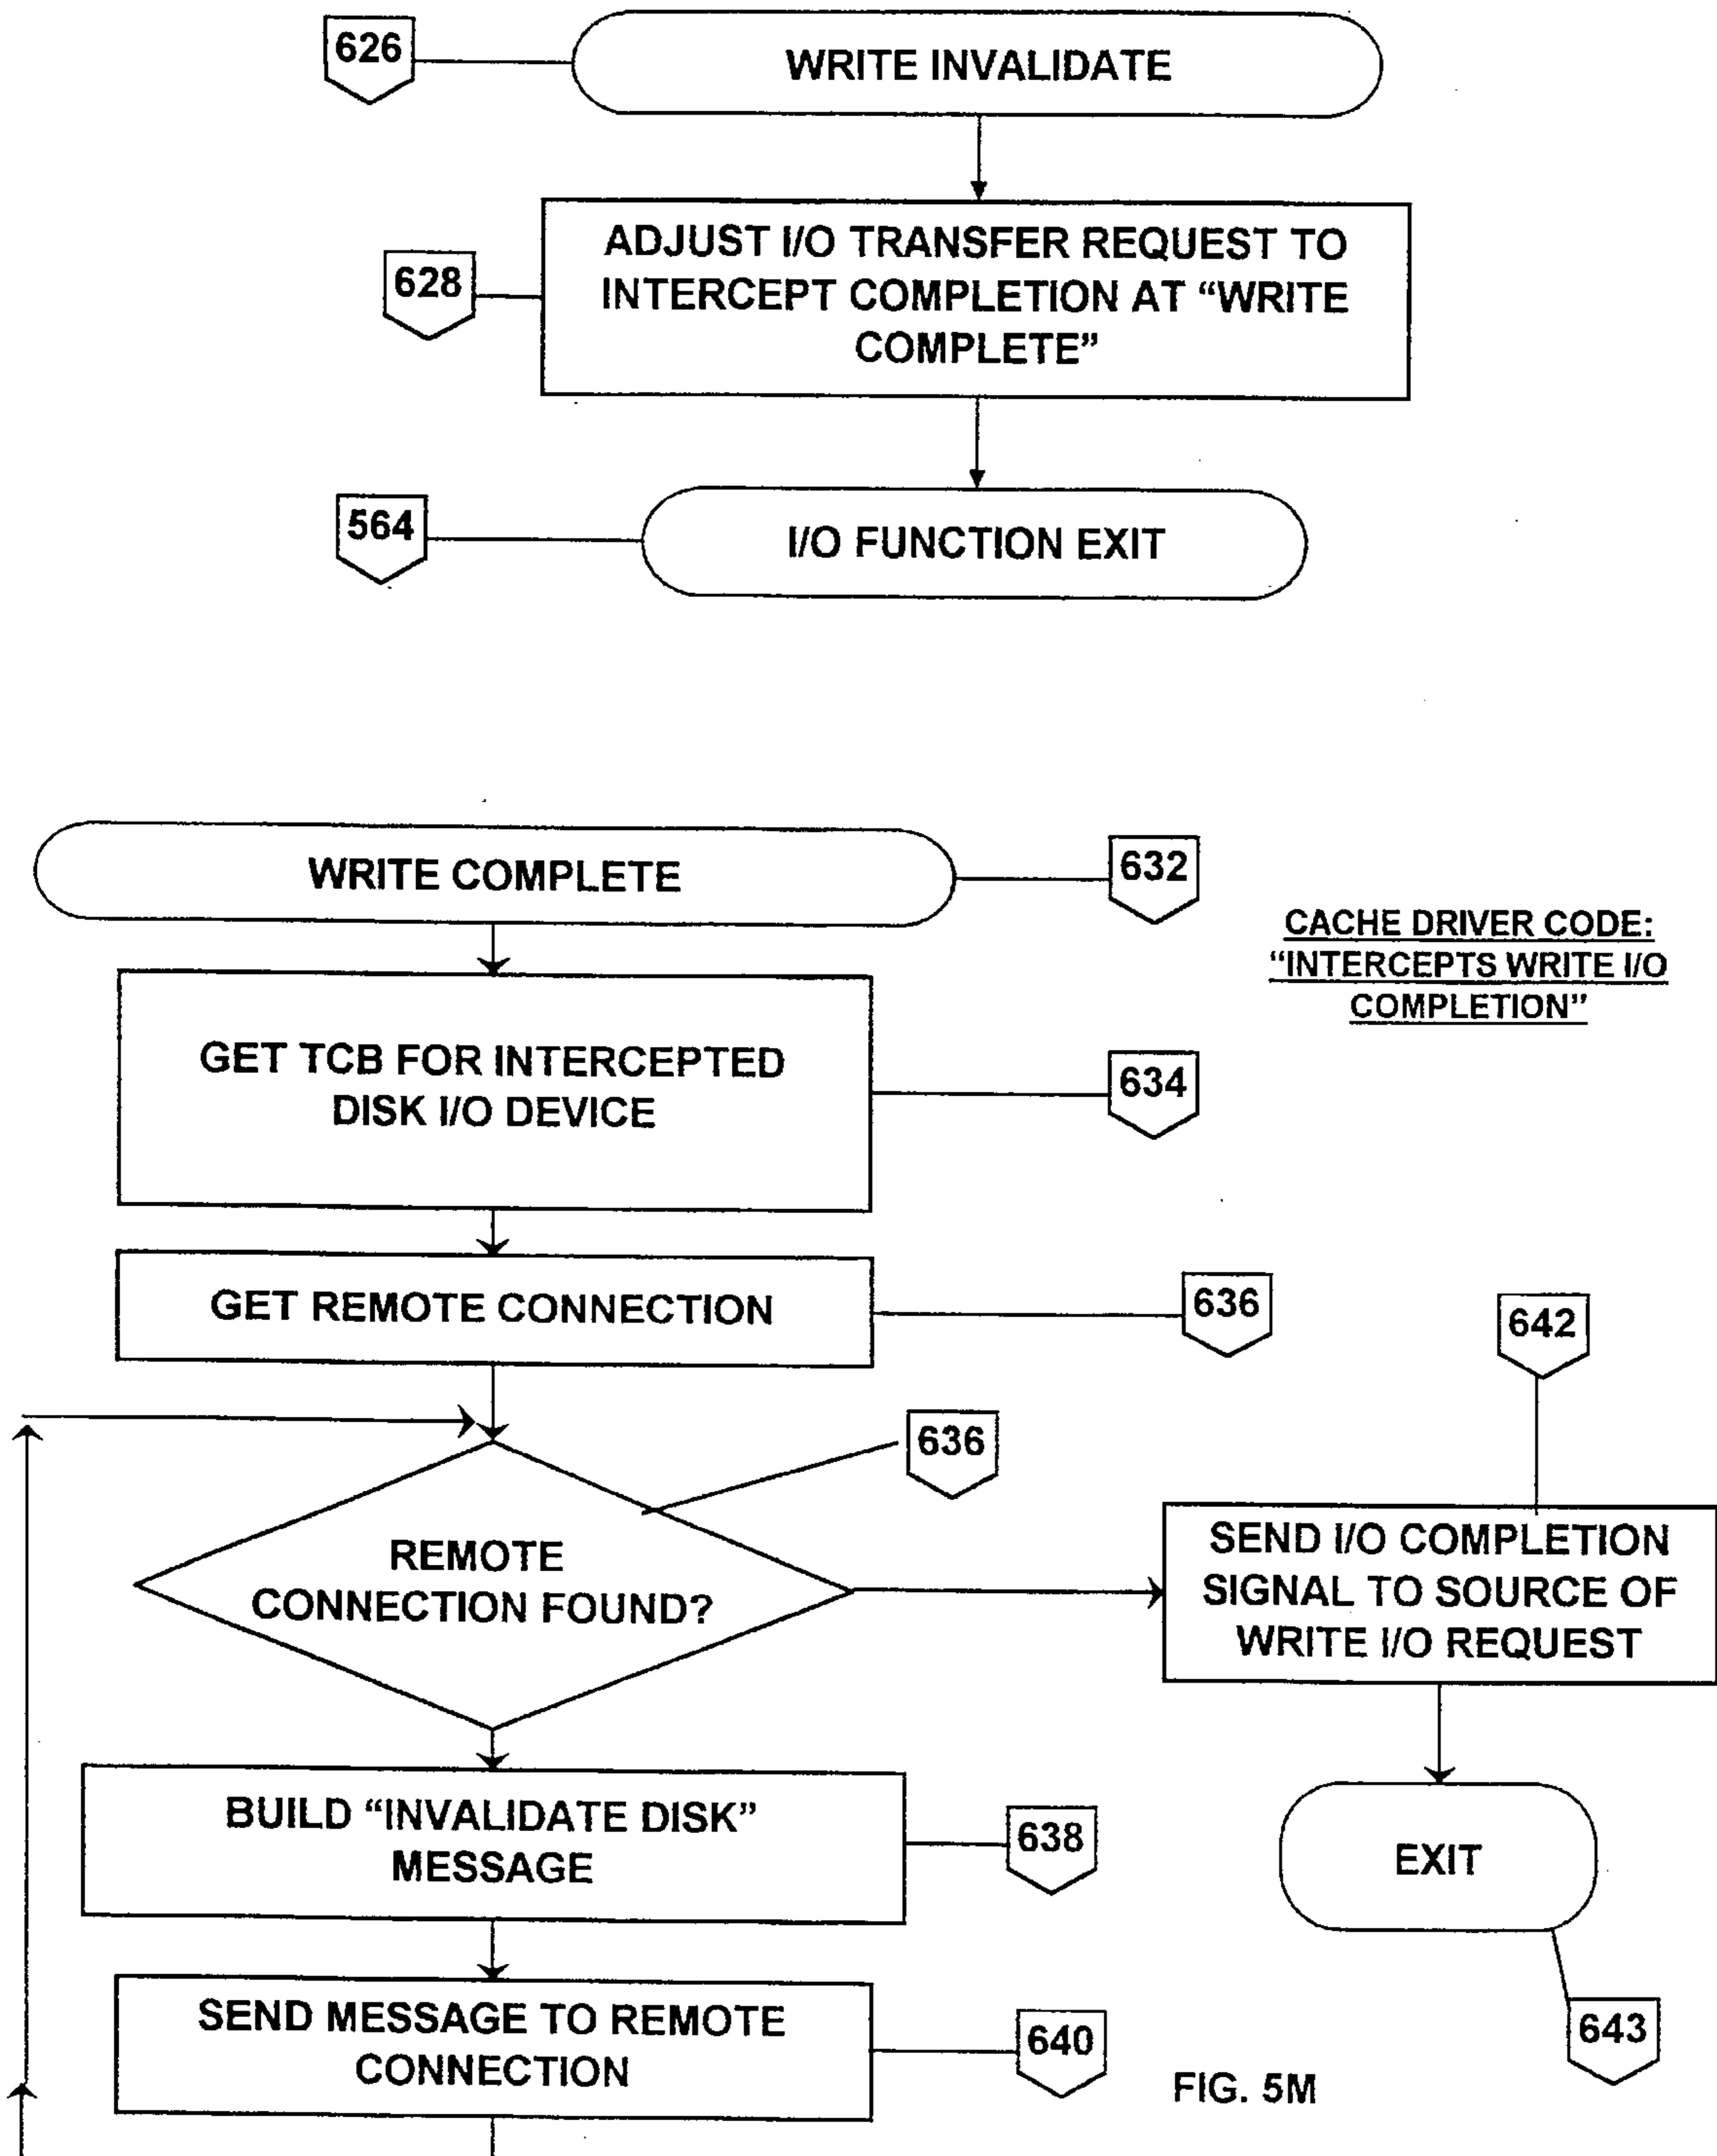 626
WRITE INVALIDATE
628
ADJUST I/O TRANSFER REQUEST TO
INTERCEPT COMPLETION AT “WRITE
COMPLETE”
564
I/O FUNCTION EXIT
WRITE COMPLETE
632
CACHE DRIVER CODE:
“INTERCEPTS WRITE I/O
COMPLETION”
GET TCB FOR INTERCEPTED
DISK I/O DEVICE
634
GET REMOTE CONNECTION
636
642
636
REMOTE
CONNECTION FOUND?
SEND I/O COMPLETION
SIGNAL TO SOURCE OF
WRITE I/O REQUEST
BUILD “INVALIDATE DISK”
MESSAGE
638
EXIT
SEND MESSAGE TO REMOTE
CONNECTION
640
643
FIG. 5M